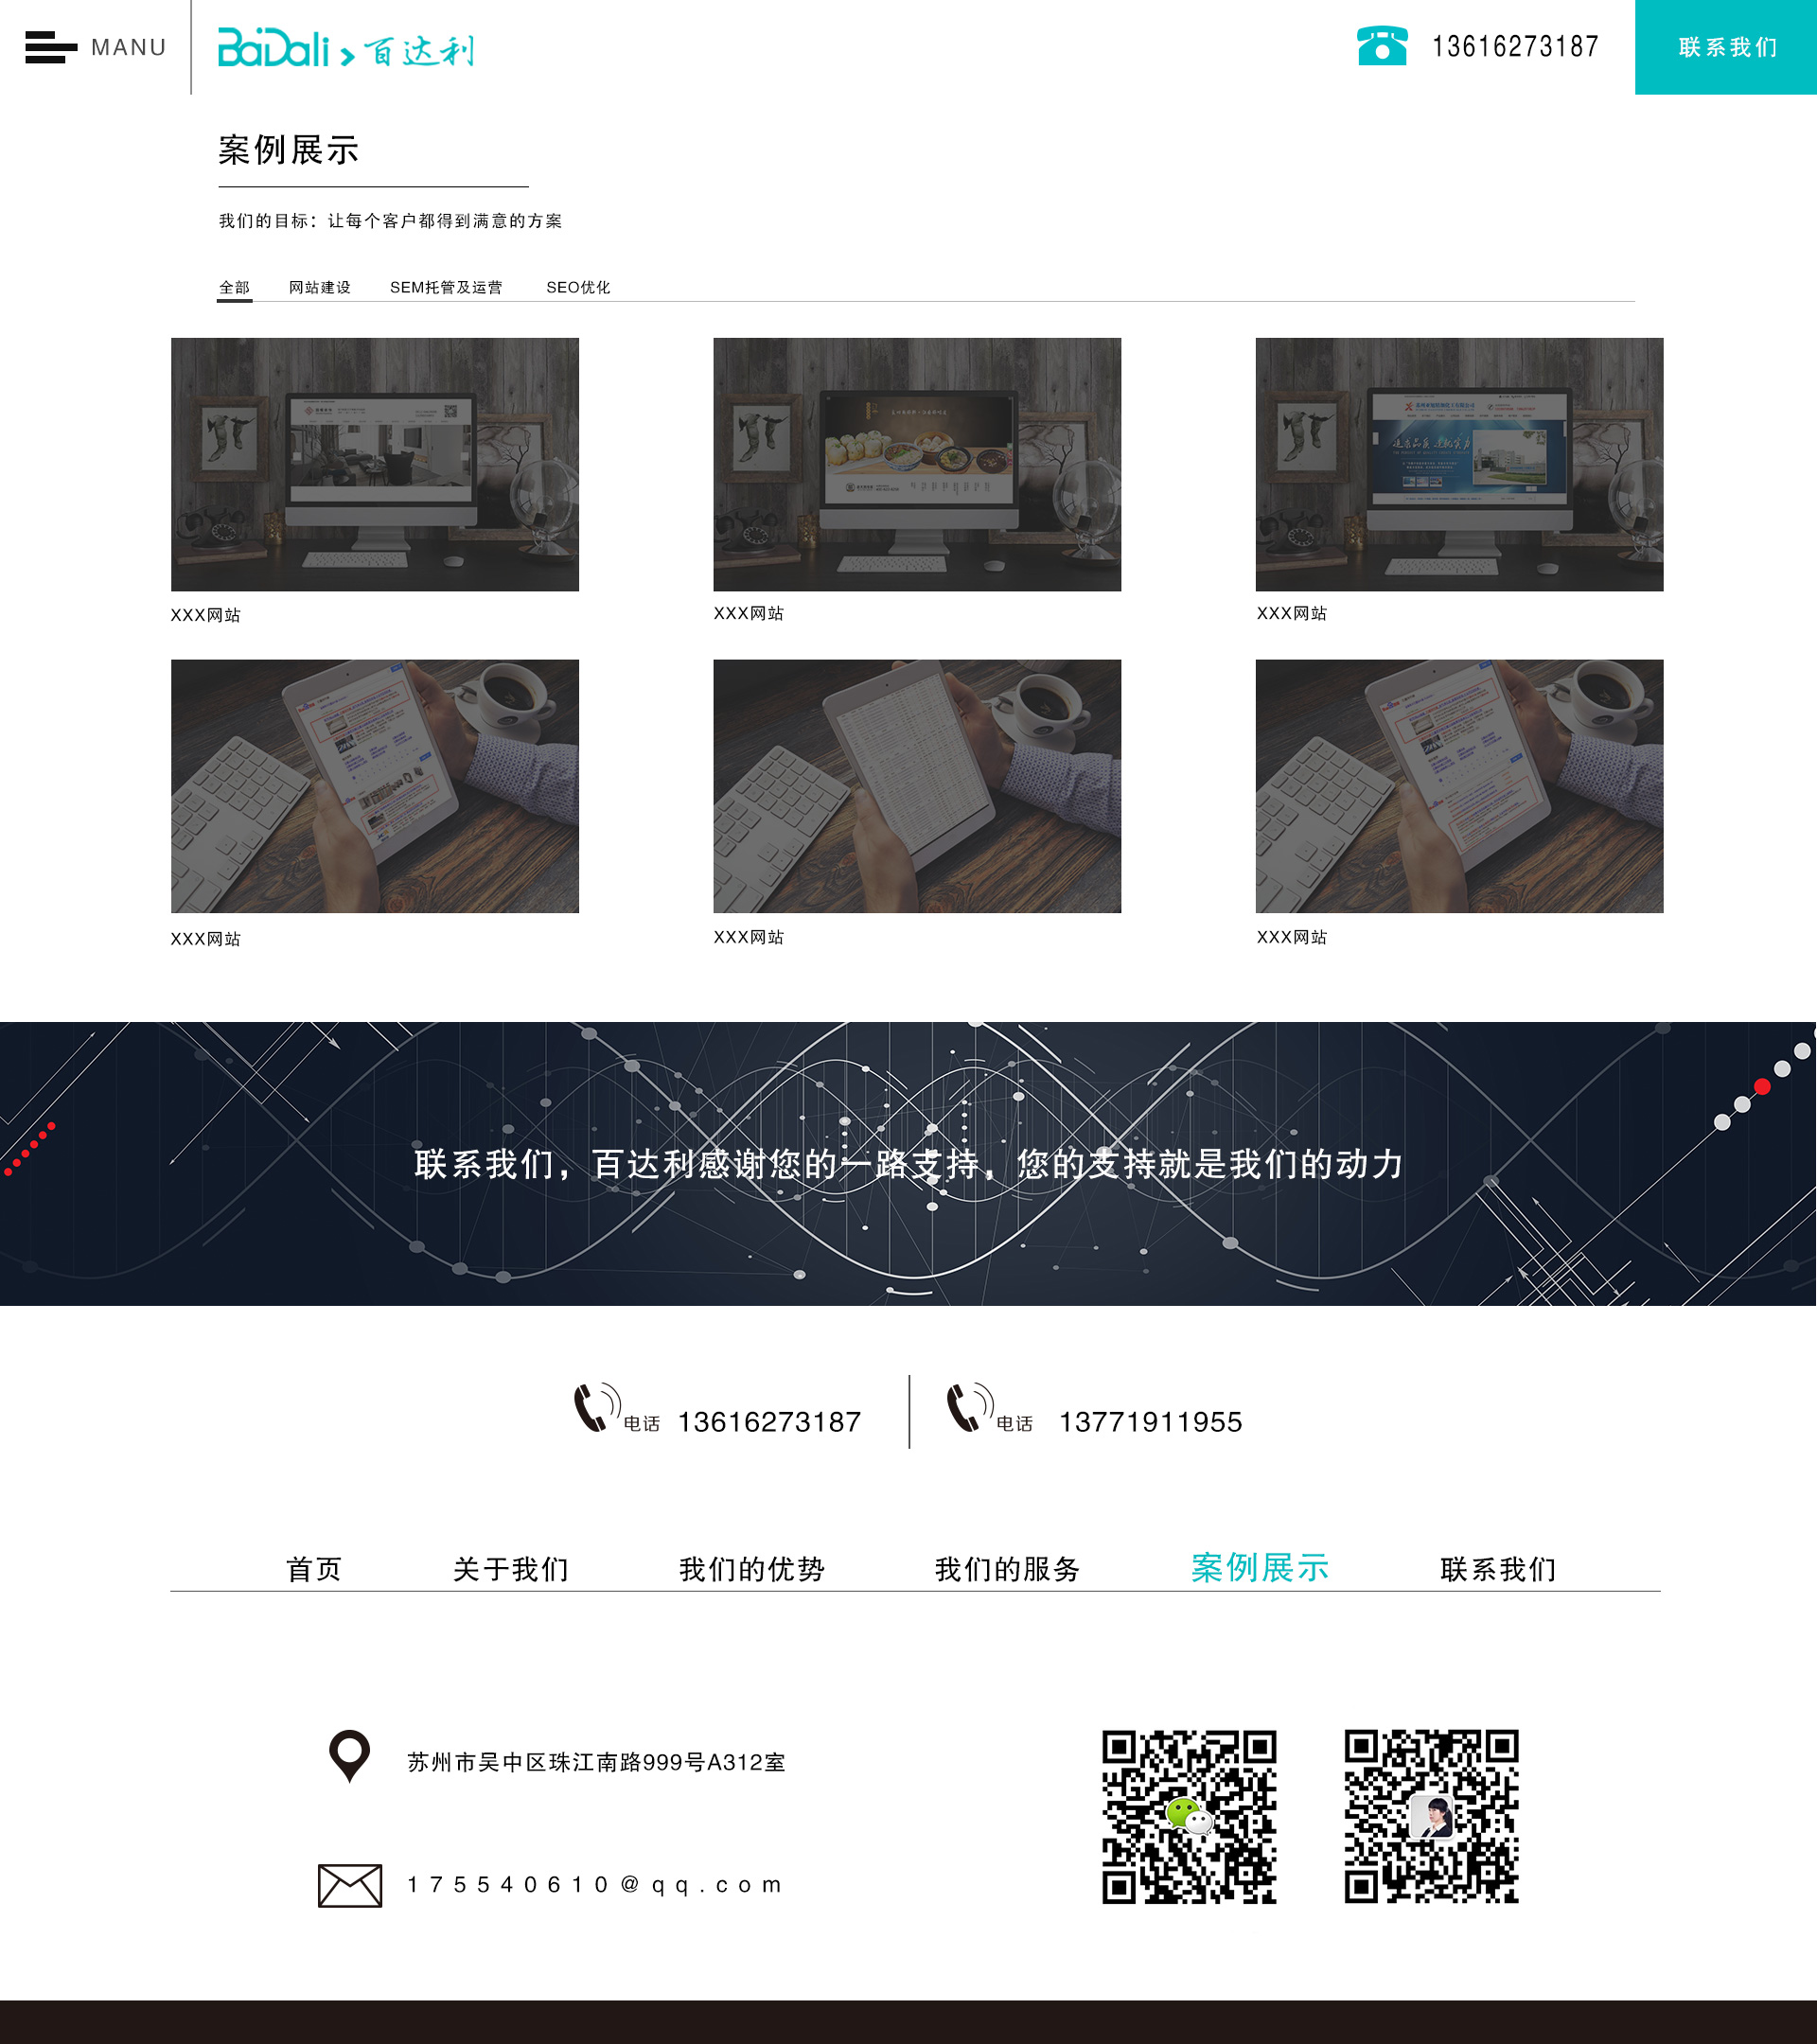 MANU
BaiDali
百达利
13616273187
联系我们
案例展示
我们的目标：让每个客户都得到满意的方案
全部 网站建设 SEM托管及运营 SEO优化
XXX网站 XXX网站 XXX网站
XXX网站 XXX网站 XXX网站
联系我们，百达利感谢您的一路支持，您的支持就是我们的动力
电话 13616273187
电话 13771911955
首页 关于我们 我们的优势 我们的服务 案例展示 联系我们
苏州市吴中区珠江南路999号A312室
175540610@qq.com